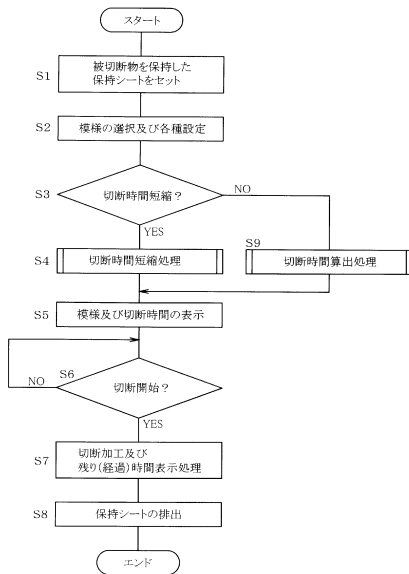 スタート
S1
被切断物を保持した
保持シートをセット
S2
模様の選択及び各種設定
S3
切断時間短縮？
NO
YES
S4
切断時間短縮処理
S9
切断時間算出処理
S5
模様及び切断時間の表示
S6
切断開始？
NO
YES
S7
切断加工及び
残り(経過)時間表示処理
S8
保持シートの排出
エンド